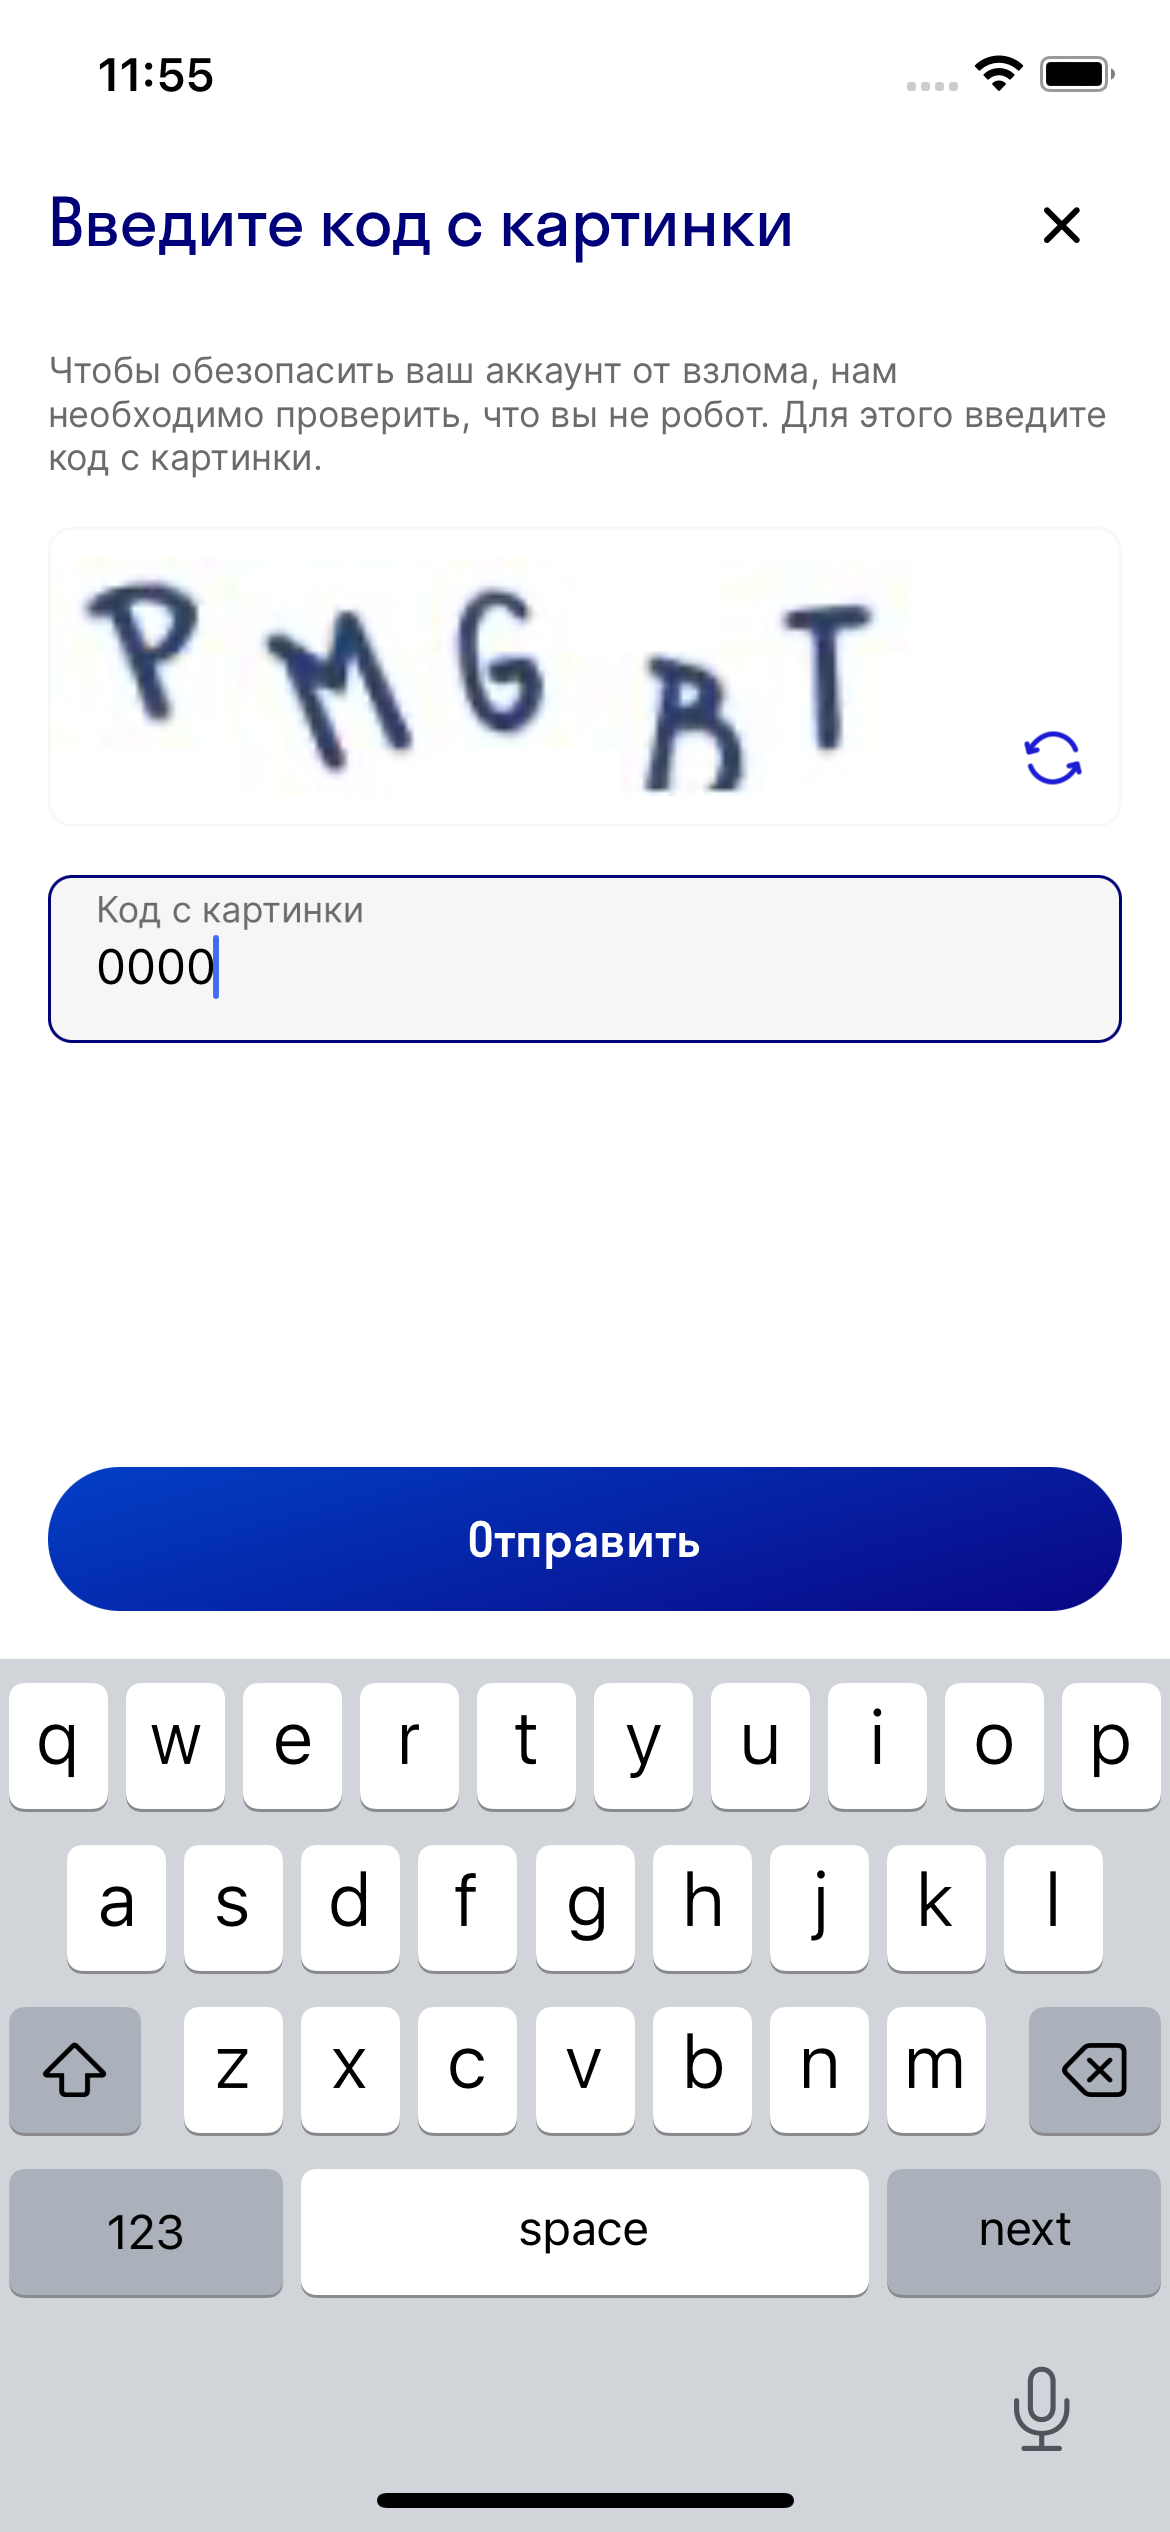 11:55
Введите код с картинки
Чтобы обезопасить ваш аккаунт от взлома, нам
необходимо проверить, что вы не робот. Для этого введите
код с картинки.
Код с картинки
0000
Отправить
q w e r t y u i o p
a s d f g h j k l
z x c v b n m
123 space next